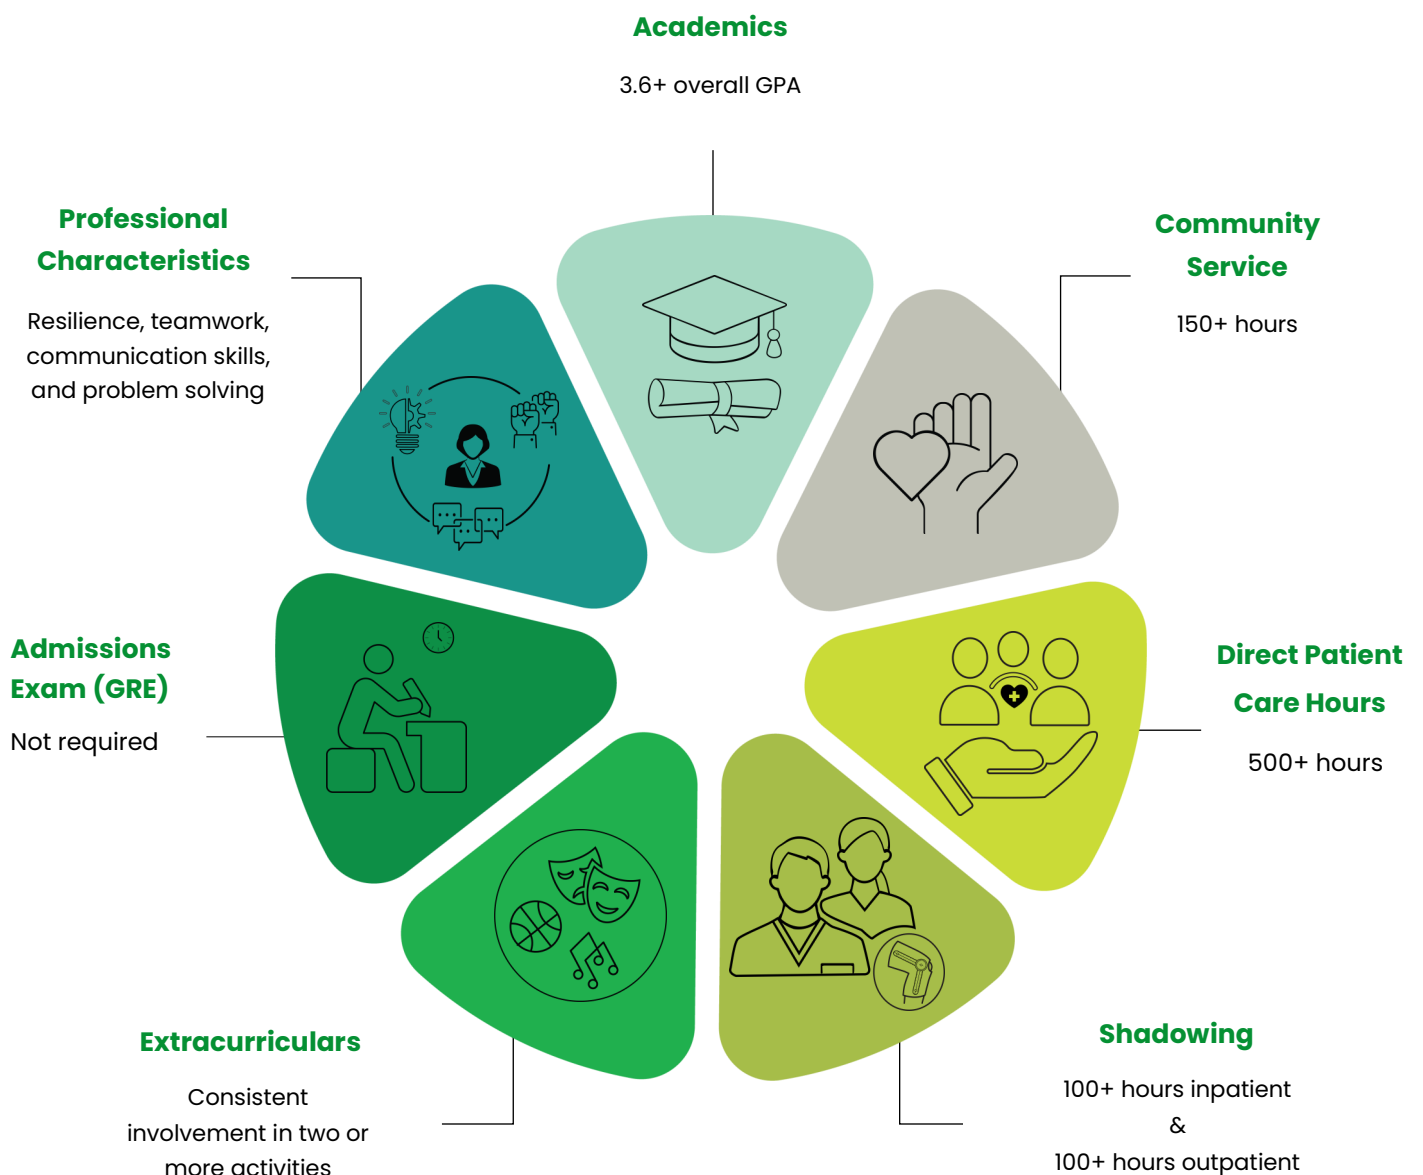 Academics
3.6+ overall GPA
Professional
Characteristics
Resilience, teamwork,
communication skills,
and problem solving
Community
Service
150+ hours
Admissions
Exam (GRE)
Not required
Direct Patient
Care Hours
500+ hours
Extracurriculars
Consistent
involvement in two or
more activities
Shadowing
100+ hours inpatient
&
100+ hours outpatient